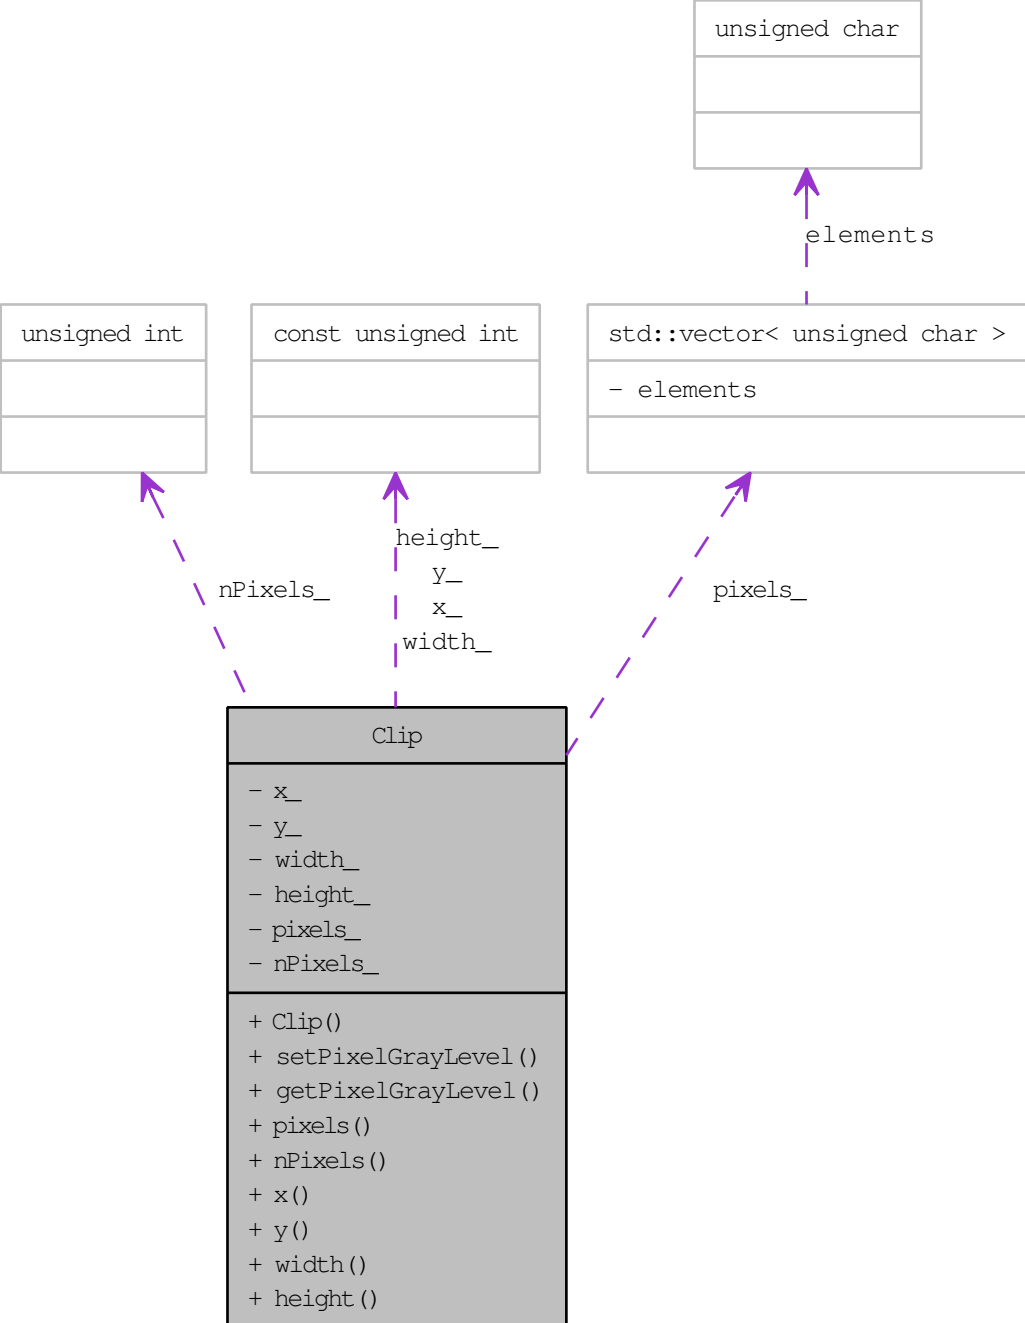 unsigned char
elements
unsigned int
const unsigned int
std::vector< unsigned char >
- elements
height_
y_
x_
width_
nPixels_
pixels_
Clip
- x_
- y_
- width_
- height_
- pixels_
- nPixels_
+ Clip()
+ setPixelGrayLevel()
+ getPixelGrayLevel()
+ pixels()
+ nPixels()
+ x()
+ y()
+ width()
+ height()